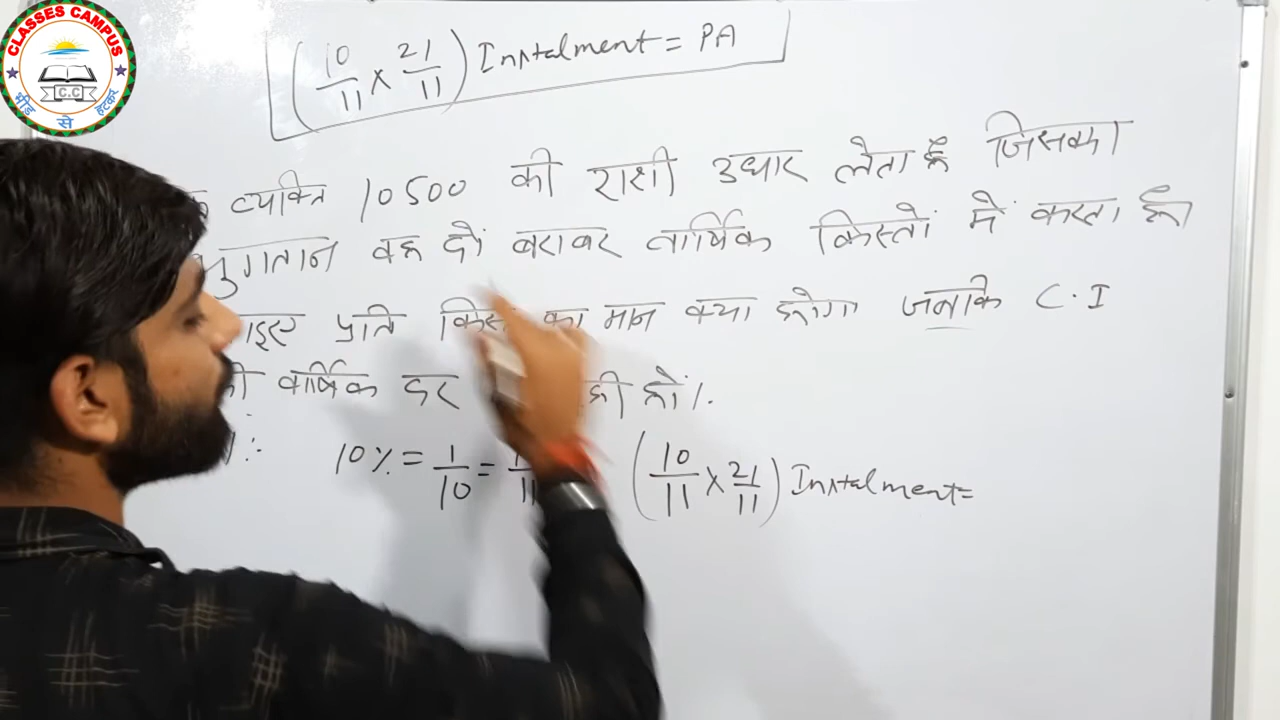 CLASSES CAMPUS
C.C
भीड़ से हटकर
(10/11 × 21/11) Instalment = PA
व्यक्ति 10500 की राशी उधार लेता है जिसका
भुगतान वह दो बराबर वार्षिक किस्तों में करता है।
प्रति किस्त का मान क्या होगा जबकि C.I
की वार्षिक दर ही हो।.
10% = 1/10 = (10/11 × 21/11) Instalment =